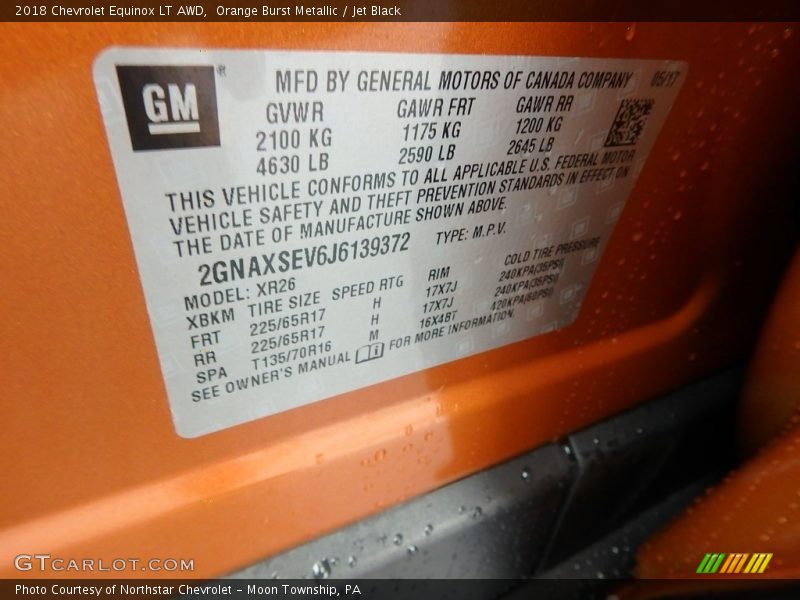 2018 Chevrolet Equinox LT AWD, Orange Burst Metallic / Jet Black
GM ®
MFD BY GENERAL MOTORS OF CANADA COMPANY 05/17
GVWR GAWR FRT GAWR RR
2100 KG 1175 KG 1200 KG
4630 LB 2590 LB 2645 LB
THIS VEHICLE CONFORMS TO ALL APPLICABLE U.S. FEDERAL MOTOR
VEHICLE SAFETY AND THEFT PREVENTION STANDARDS IN EFFECT ON
THE DATE OF MANUFACTURE SHOWN ABOVE.
2GNAXSEV6J6139372 TYPE: M.P.V.
MODEL: XR26
XBKM TIRE SIZE SPEED RTG RIM COLD TIRE PRESSURE
FRT 225/65R17 H 17X7J 240KPA(35PSI)
RR 225/65R17 H 17X7J 240KPA(35PSI)
SPA T135/70R16 M 16X4BT 420KPA(60PSI)
SEE OWNER'S MANUAL FOR MORE INFORMATION.
GTCARLOT.COM
Photo Courtesy of Northstar Chevrolet - Moon Township, PA